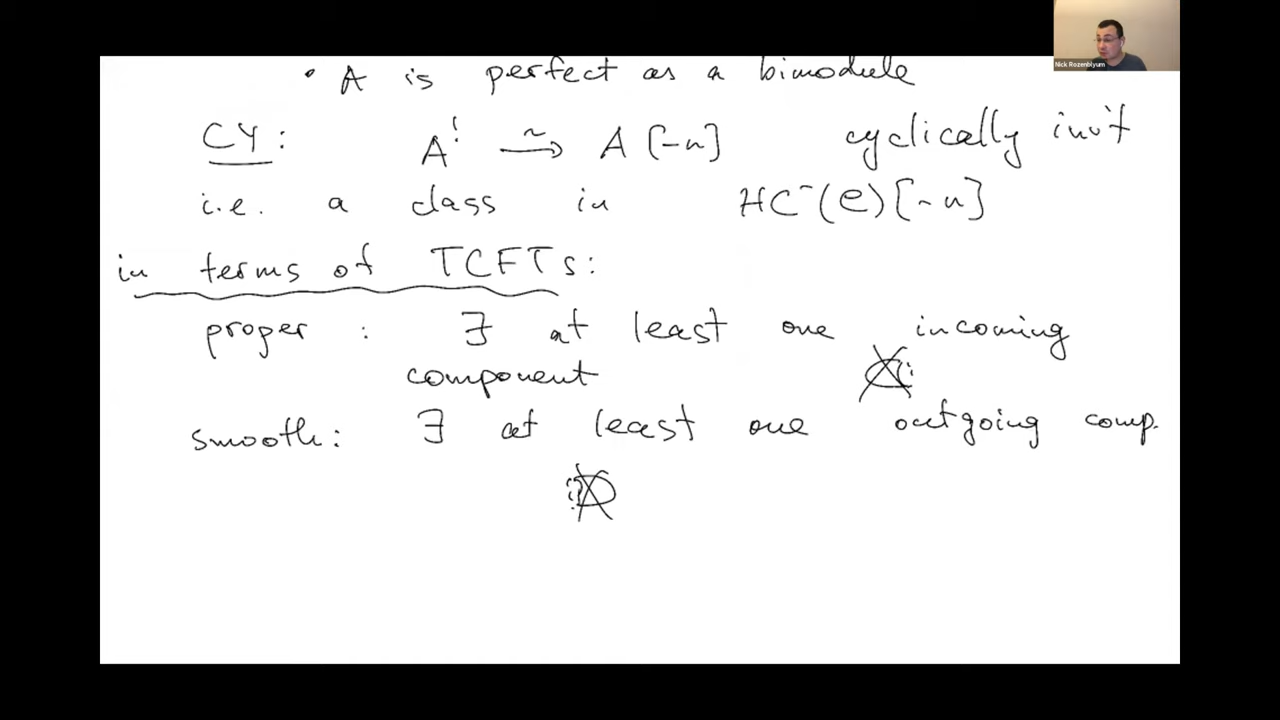 • A is perfect as a bimodule
CY: A^! →~ A[-n] cyclically inv't
i.e. a class in HC^-(e)[-n]
in terms of TCFTs:
proper : ∃ at least one incoming
component
smooth: ∃ at least one outgoing comp.
Nick Rozenblyum